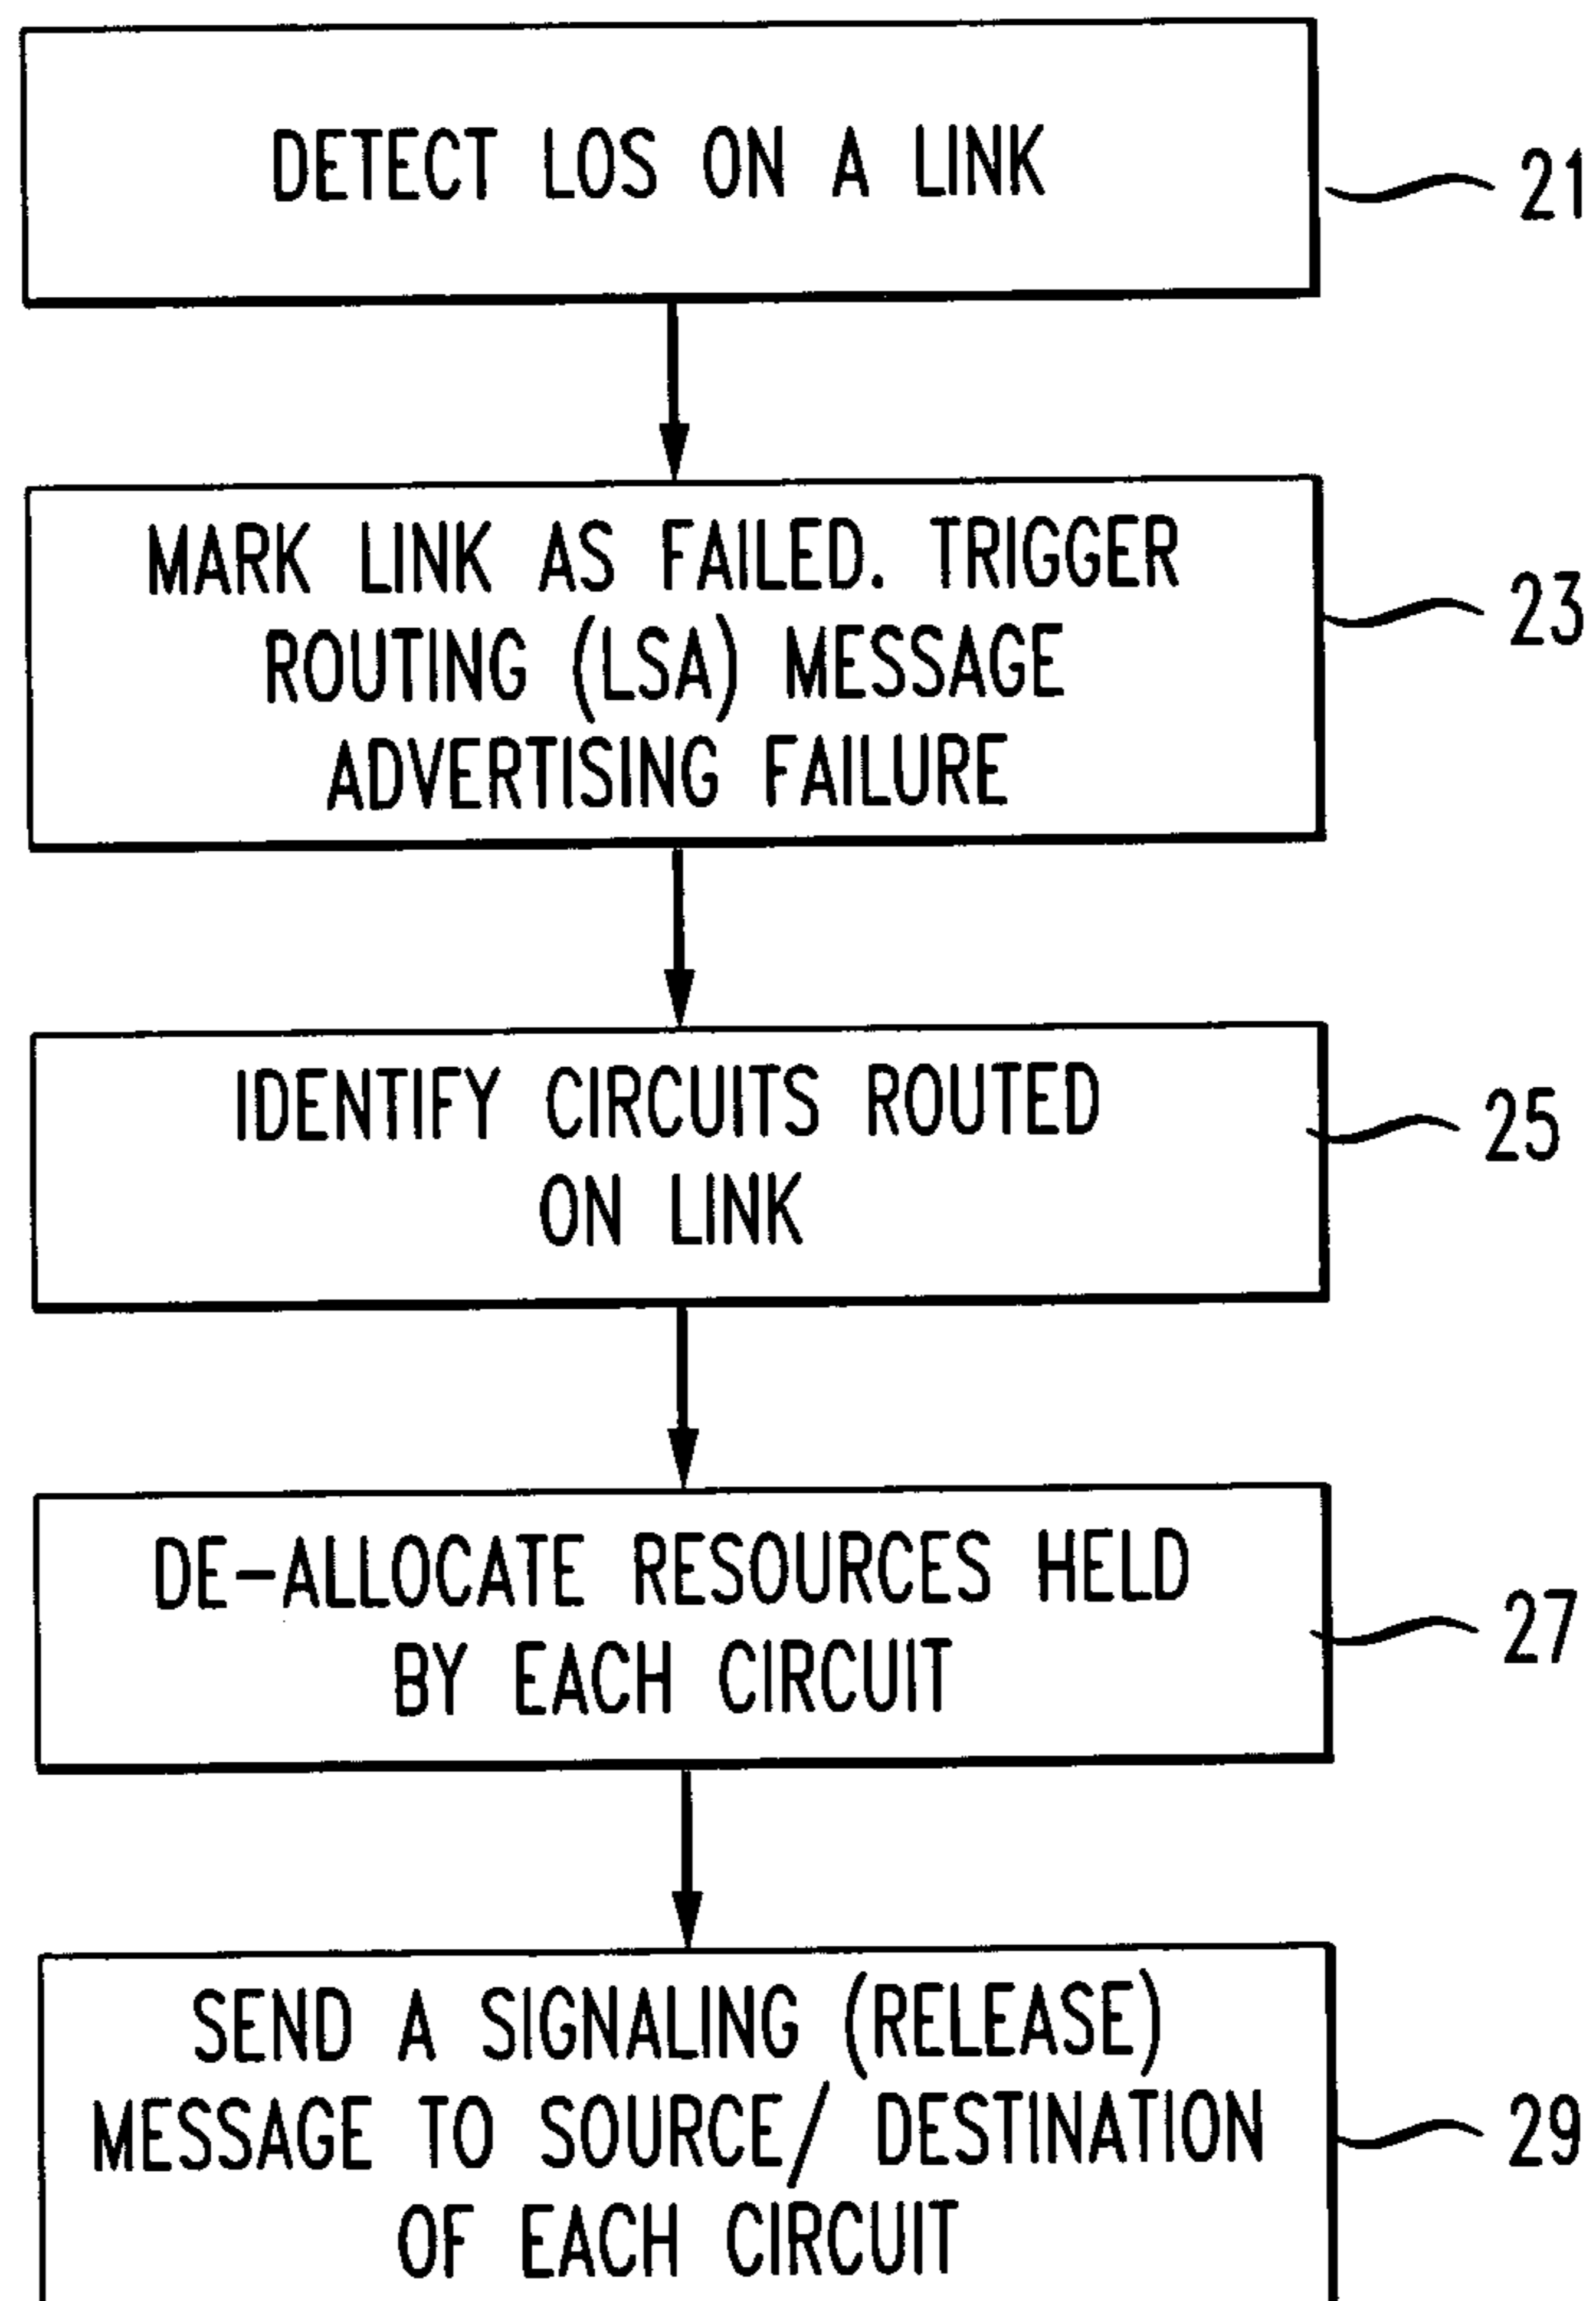 DETECT LOS ON A LINK
21
MARK LINK AS FAILED. TRIGGER
ROUTING (LSA) MESSAGE
ADVERTISING FAILURE
23
IDENTIFY CIRCUITS ROUTED
ON LINK
25
DE-ALLOCATE RESOURCES HELD
BY EACH CIRCUIT
27
SEND A SIGNALING (RELEASE)
MESSAGE TO SOURCE/ DESTINATION
OF EACH CIRCUIT
29